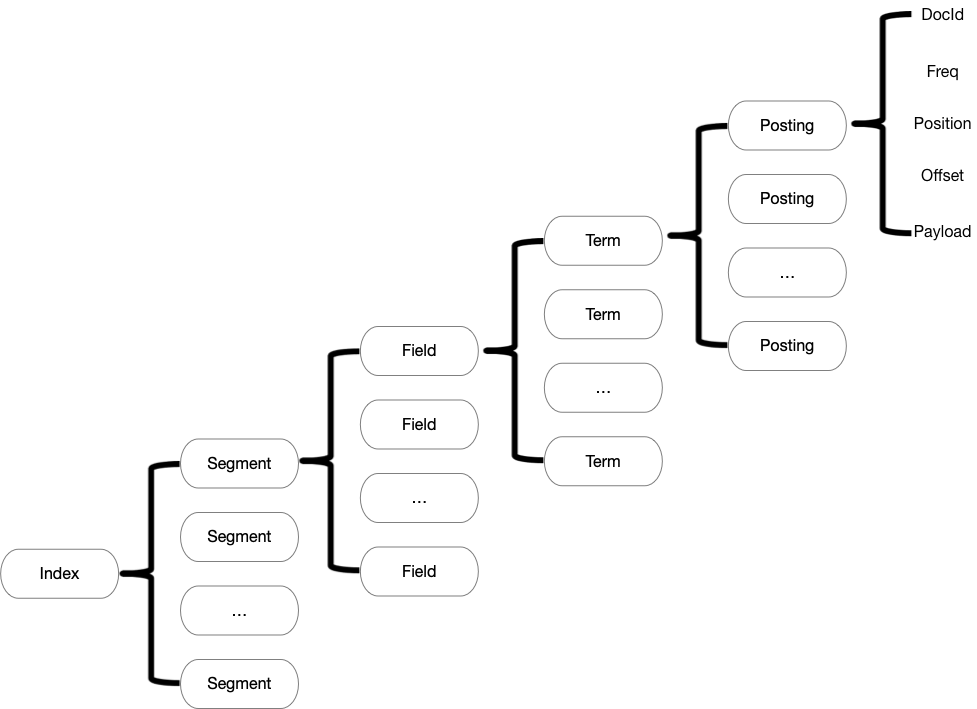 DocId
Freq
Position
Offset
Payload
Posting
Posting
...
Posting
Term
Term
...
Term
Field
Field
...
Field
Segment
Segment
...
Segment
Index